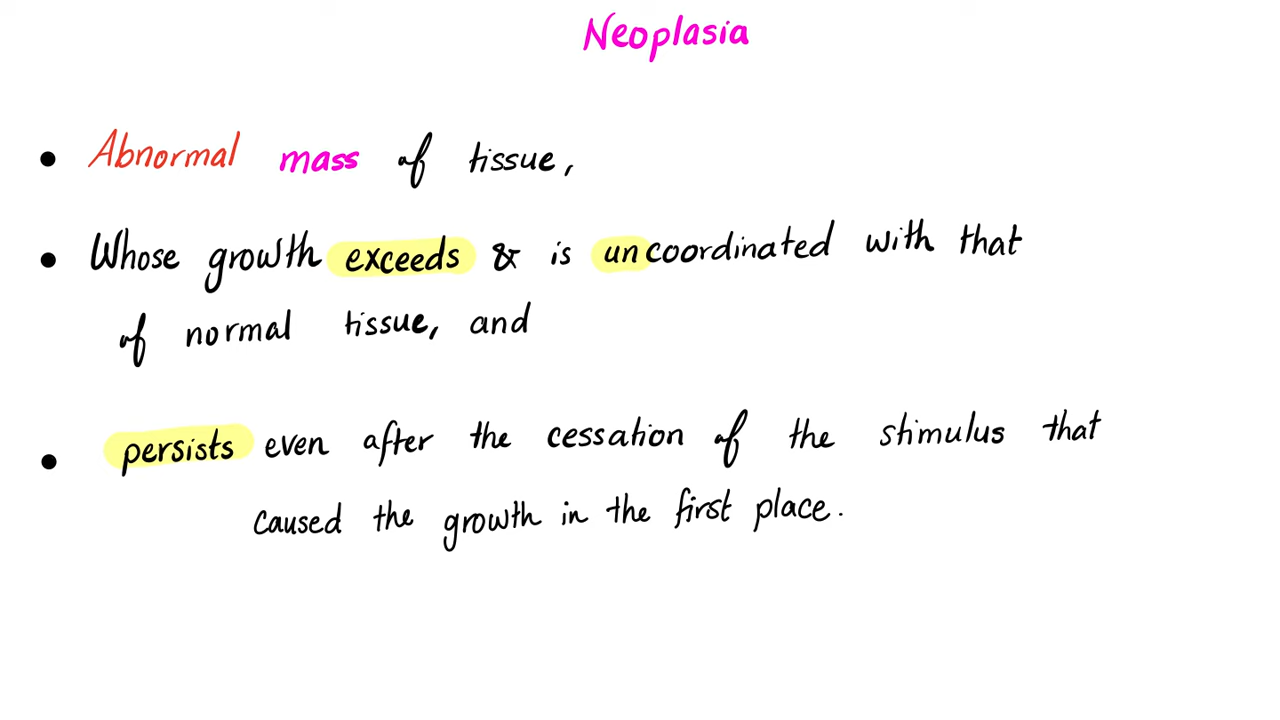 Neoplasia
• Abnormal mass of tissue,
• Whose growth exceeds & is uncoordinated with that
of normal tissue, and
• persists even after the cessation of the stimulus that
caused the growth in the first place.